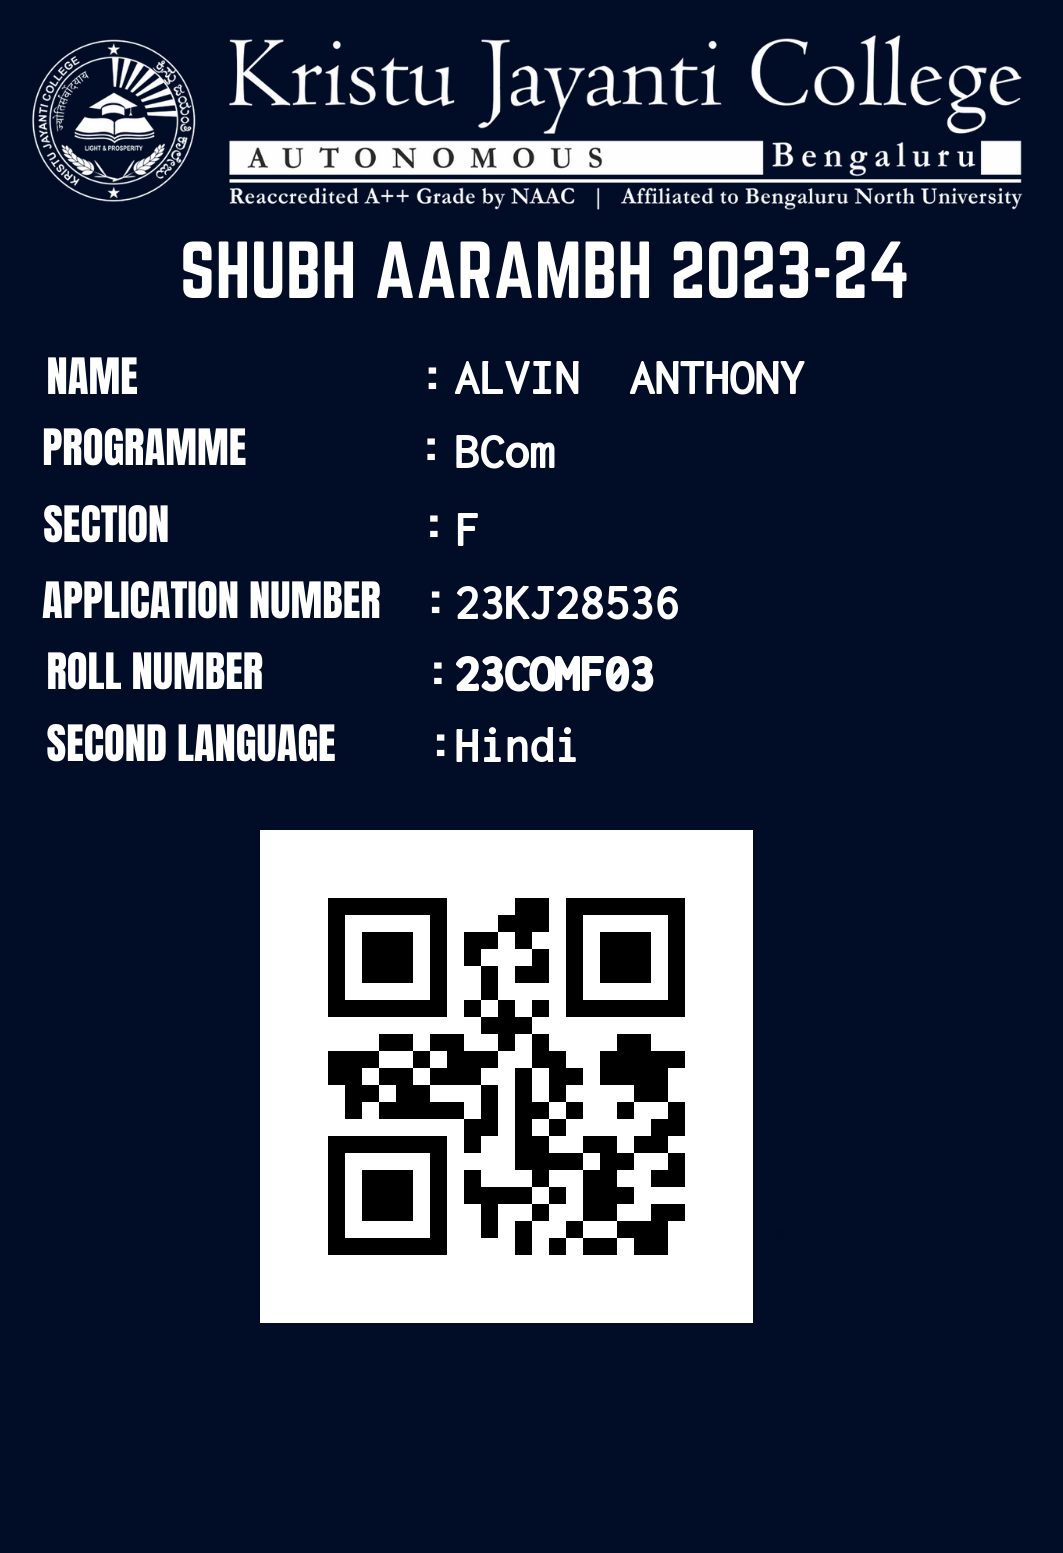 KRISTU JAYANTI COLLEGE
ಕ್ರಿಸ್ತು ಜಯಂತಿ ಕಾಲೇಜು
LIGHT & PROSPERITY
Kristu Jayanti College
AUTONOMOUS Bengaluru
Reaccredited A++ Grade by NAAC | Affiliated to Bengaluru North University
SHUBH AARAMBH 2023-24
NAME : ALVIN ANTHONY
PROGRAMME : BCom
SECTION : F
APPLICATION NUMBER : 23KJ28536
ROLL NUMBER : 23COMF03
SECOND LANGUAGE : Hindi